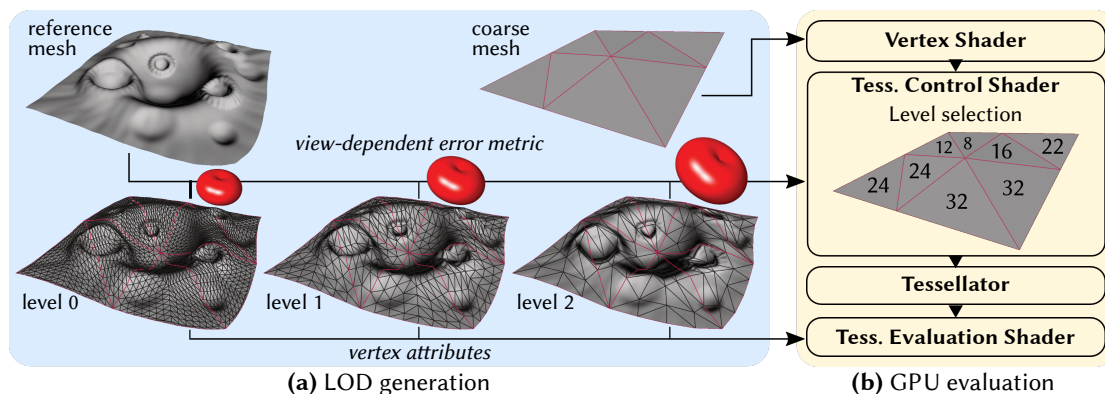 reference
mesh
coarse
mesh
view-dependent error metric
level 0
level 1
level 2
vertex attributes
(a) LOD generation
Vertex Shader
Tess. Control Shader
Level selection
12
8
16
22
24
24
32
32
Tessellator
Tess. Evaluation Shader
(b) GPU evaluation